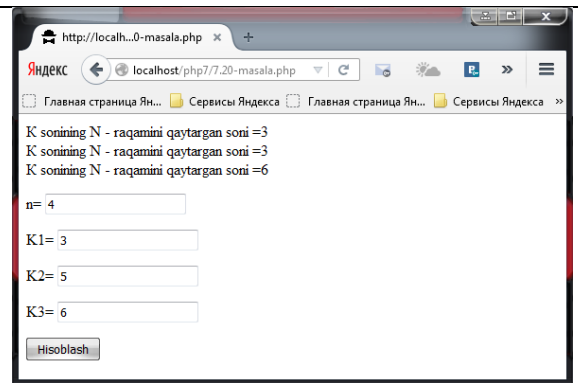 http://localh...0-masala.php × +
Яндекс localhost/php7/7.20-masala.php
Главная страница Ян... Сервисы Яндекса Главная страница Ян... Сервисы Яндекса »
K sonining N - raqamini qaytargan soni =3
K sonining N - raqamini qaytargan soni =3
K sonining N - raqamini qaytargan soni =6
n= 4
K1= 3
K2= 5
K3= 6
Hisoblash